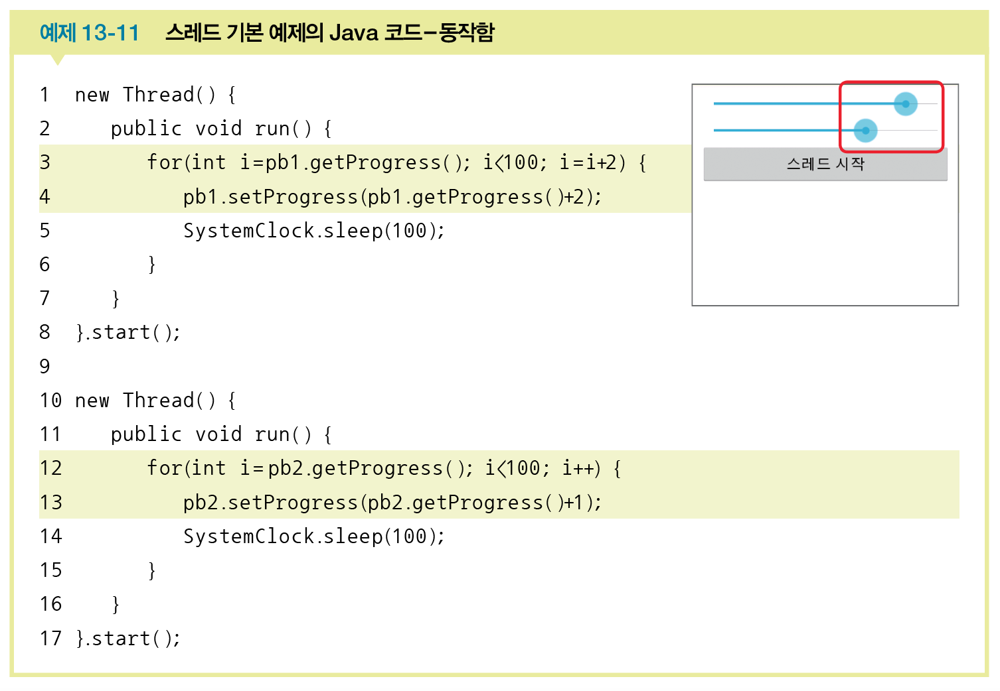 예제 13-11 스레드 기본 예제의 Java 코드-동작함
1 new Thread() {
2 public void run() {
3 for(int i=pb1.getProgress(); i<100; i=i+2) {
4 pb1.setProgress(pb1.getProgress()+2);
5 SystemClock.sleep(100);
6 }
7 }
8 }.start();
9
10 new Thread() {
11 public void run() {
12 for(int i=pb2.getProgress(); i<100; i++) {
13 pb2.setProgress(pb2.getProgress()+1);
14 SystemClock.sleep(100);
15 }
16 }
17 }.start();
스레드 시작